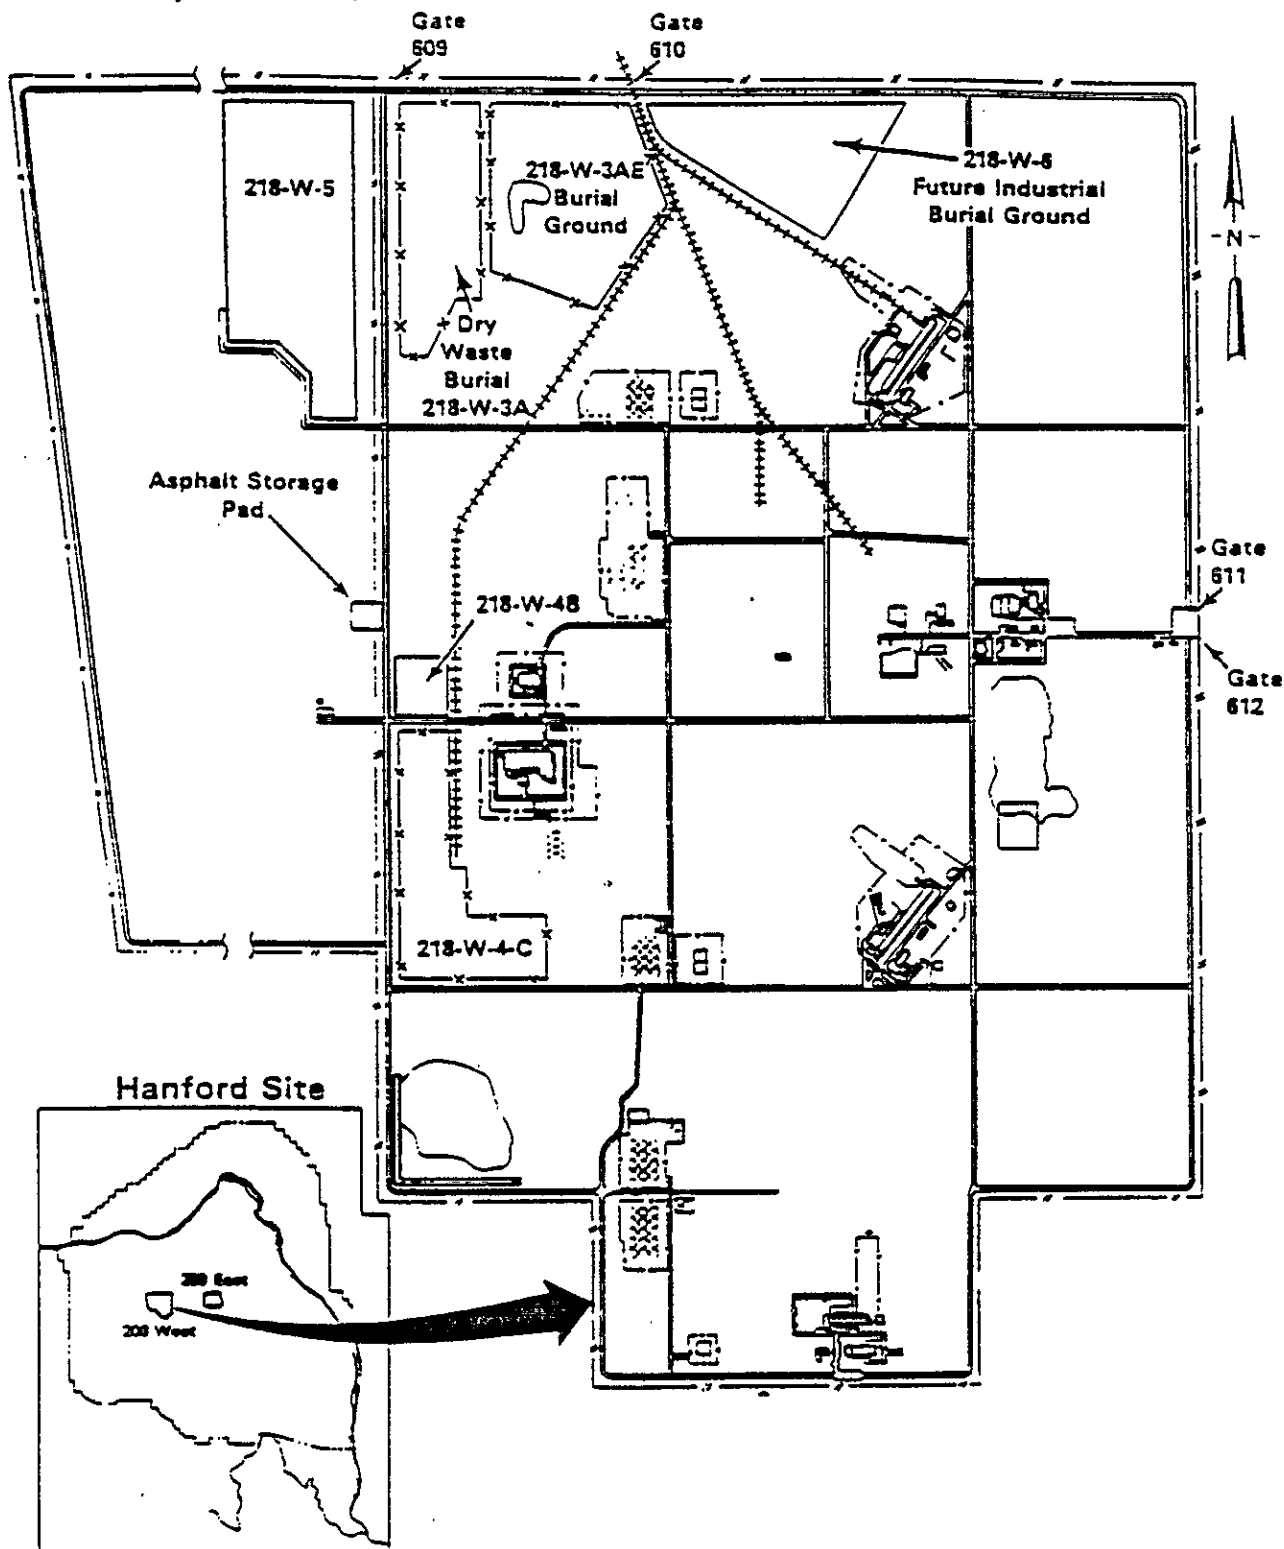 Gate
609
Gate
610
218-W-5
218-W-3AE
Burial
Ground
218-W-6
Future Industrial
Burial Ground
-N-
Dry
Waste
Burial
218-W-3A
Asphalt Storage
Pad
218-W-4B
Gate
611
Gate
612
218-W-4-C
Hanford Site
200 East
200 West